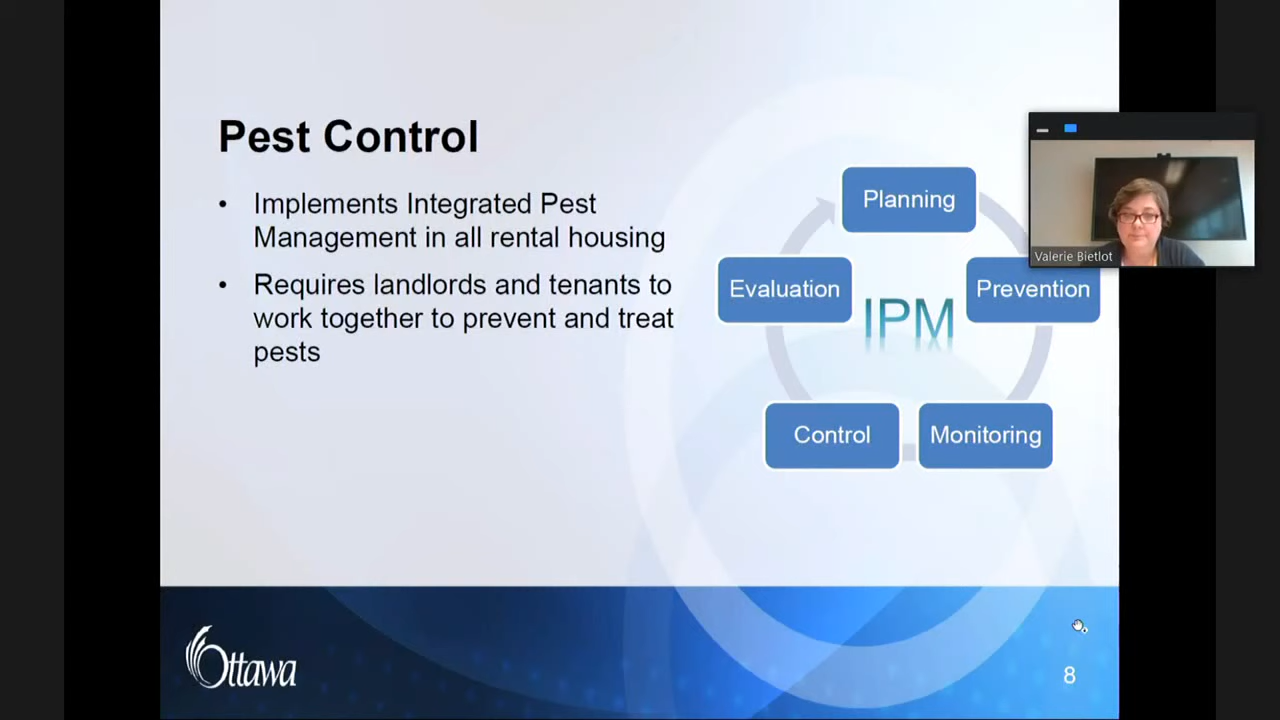 Pest Control
• Implements Integrated Pest
Management in all rental housing
• Requires landlords and tenants to
work together to prevent and treat
pests
Planning
Prevention
Monitoring
Control
Evaluation
IPM
Valerie Bietlot
Ottawa
8